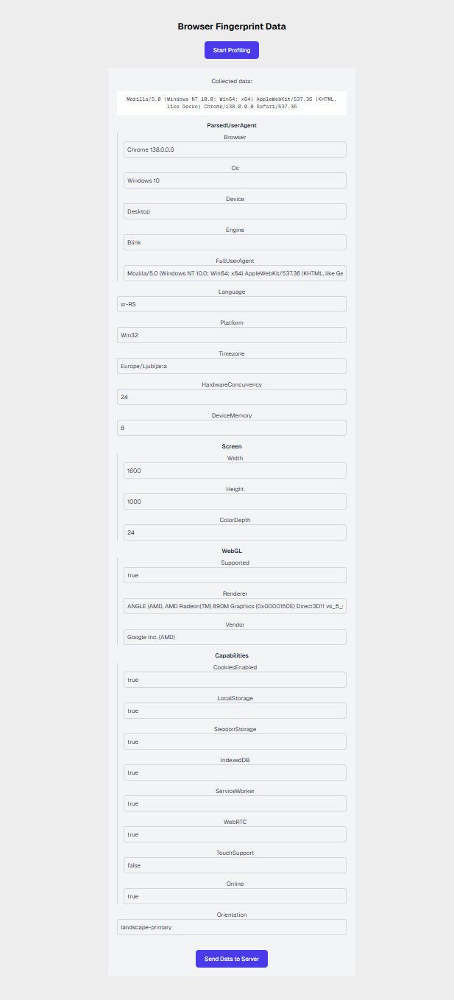 Browser Fingerprint Data
Start Profiling
Collected data:
Mozilla/5.0 (Windows NT 10.0; Win64; x64) AppleWebKit/537.36 (KHTML,
like Gecko) Chrome/138.0.0.0 Safari/537.36
ParsedUserAgent
Browser
Chrome 138.0.0.0
Os
Windows 10
Device
Desktop
Engine
Blink
FullUserAgent
Mozilla/5.0 (Windows NT 10.0; Win64; x64) AppleWebKit/537.36 (KHTML, like Ge
Language
sr-RS
Platform
Win32
Timezone
Europe/Ljubljana
HardwareConcurrency
24
DeviceMemory
8
Screen
Width
1600
Height
1000
ColorDepth
24
WebGL
Supported
true
Renderer
ANGLE (AMD, AMD Radeon(TM) 890M Graphics (0x0000150E) Direct3D11 vs_5_
Vendor
Google Inc. (AMD)
Capabilities
CookiesEnabled
true
LocalStorage
true
SessionStorage
true
IndexedDB
true
ServiceWorker
true
WebRTC
true
TouchSupport
false
Online
true
Orientation
landscape-primary
Send Data to Server